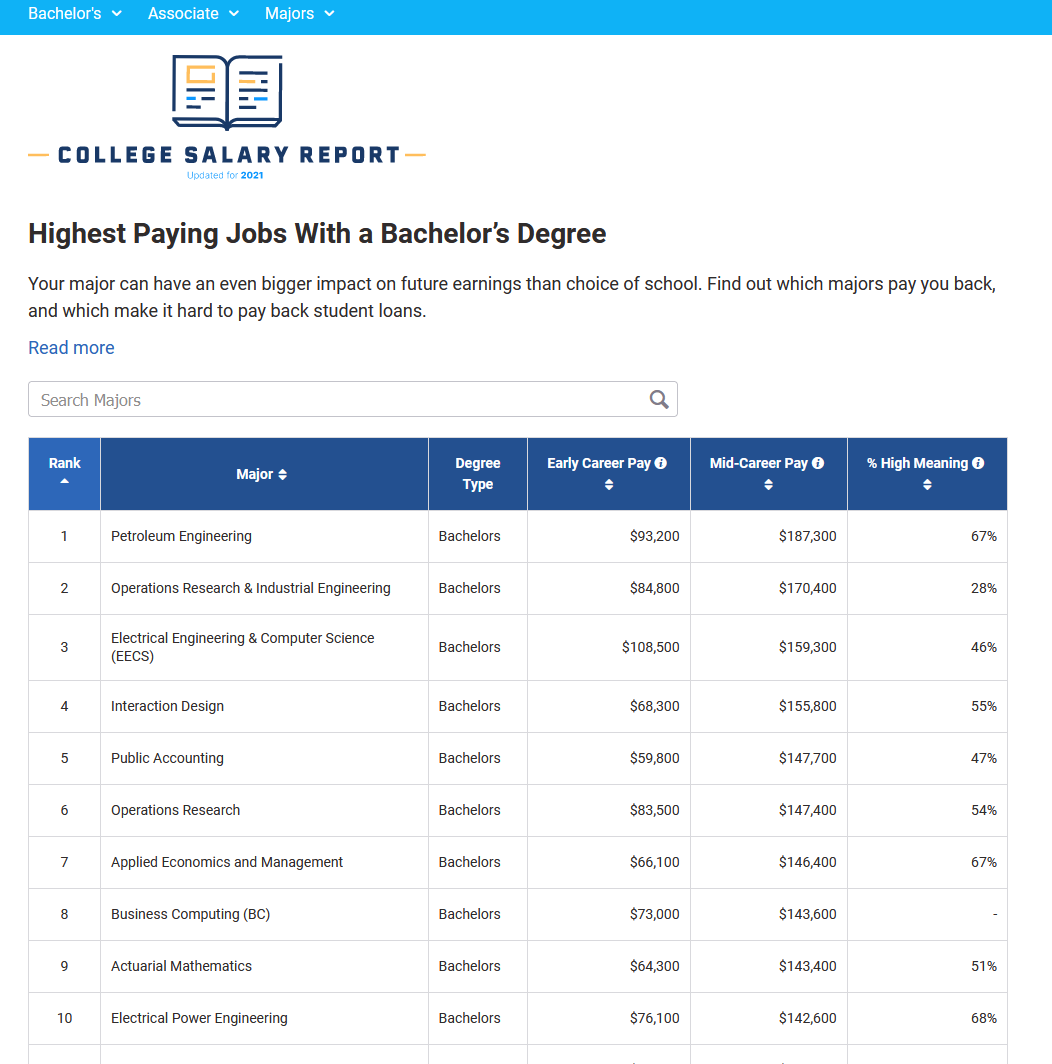 Bachelor's Associate Majors
COLLEGE SALARY REPORT
Updated for 2021
Highest Paying Jobs With a Bachelor’s Degree
Your major can have an even bigger impact on future earnings than choice of school. Find out which majors pay you back,
and which make it hard to pay back student loans.
Read more
Search Majors
Rank Major Degree Type Early Career Pay Mid-Career Pay % High Meaning
1 Petroleum Engineering Bachelors $93,200 $187,300 67%
2 Operations Research & Industrial Engineering Bachelors $84,800 $170,400 28%
3 Electrical Engineering & Computer Science (EECS) Bachelors $108,500 $159,300 46%
4 Interaction Design Bachelors $68,300 $155,800 55%
5 Public Accounting Bachelors $59,800 $147,700 47%
6 Operations Research Bachelors $83,500 $147,400 54%
7 Applied Economics and Management Bachelors $66,100 $146,400 67%
8 Business Computing (BC) Bachelors $73,000 $143,600 -
9 Actuarial Mathematics Bachelors $64,300 $143,400 51%
10 Electrical Power Engineering Bachelors $76,100 $142,600 68%